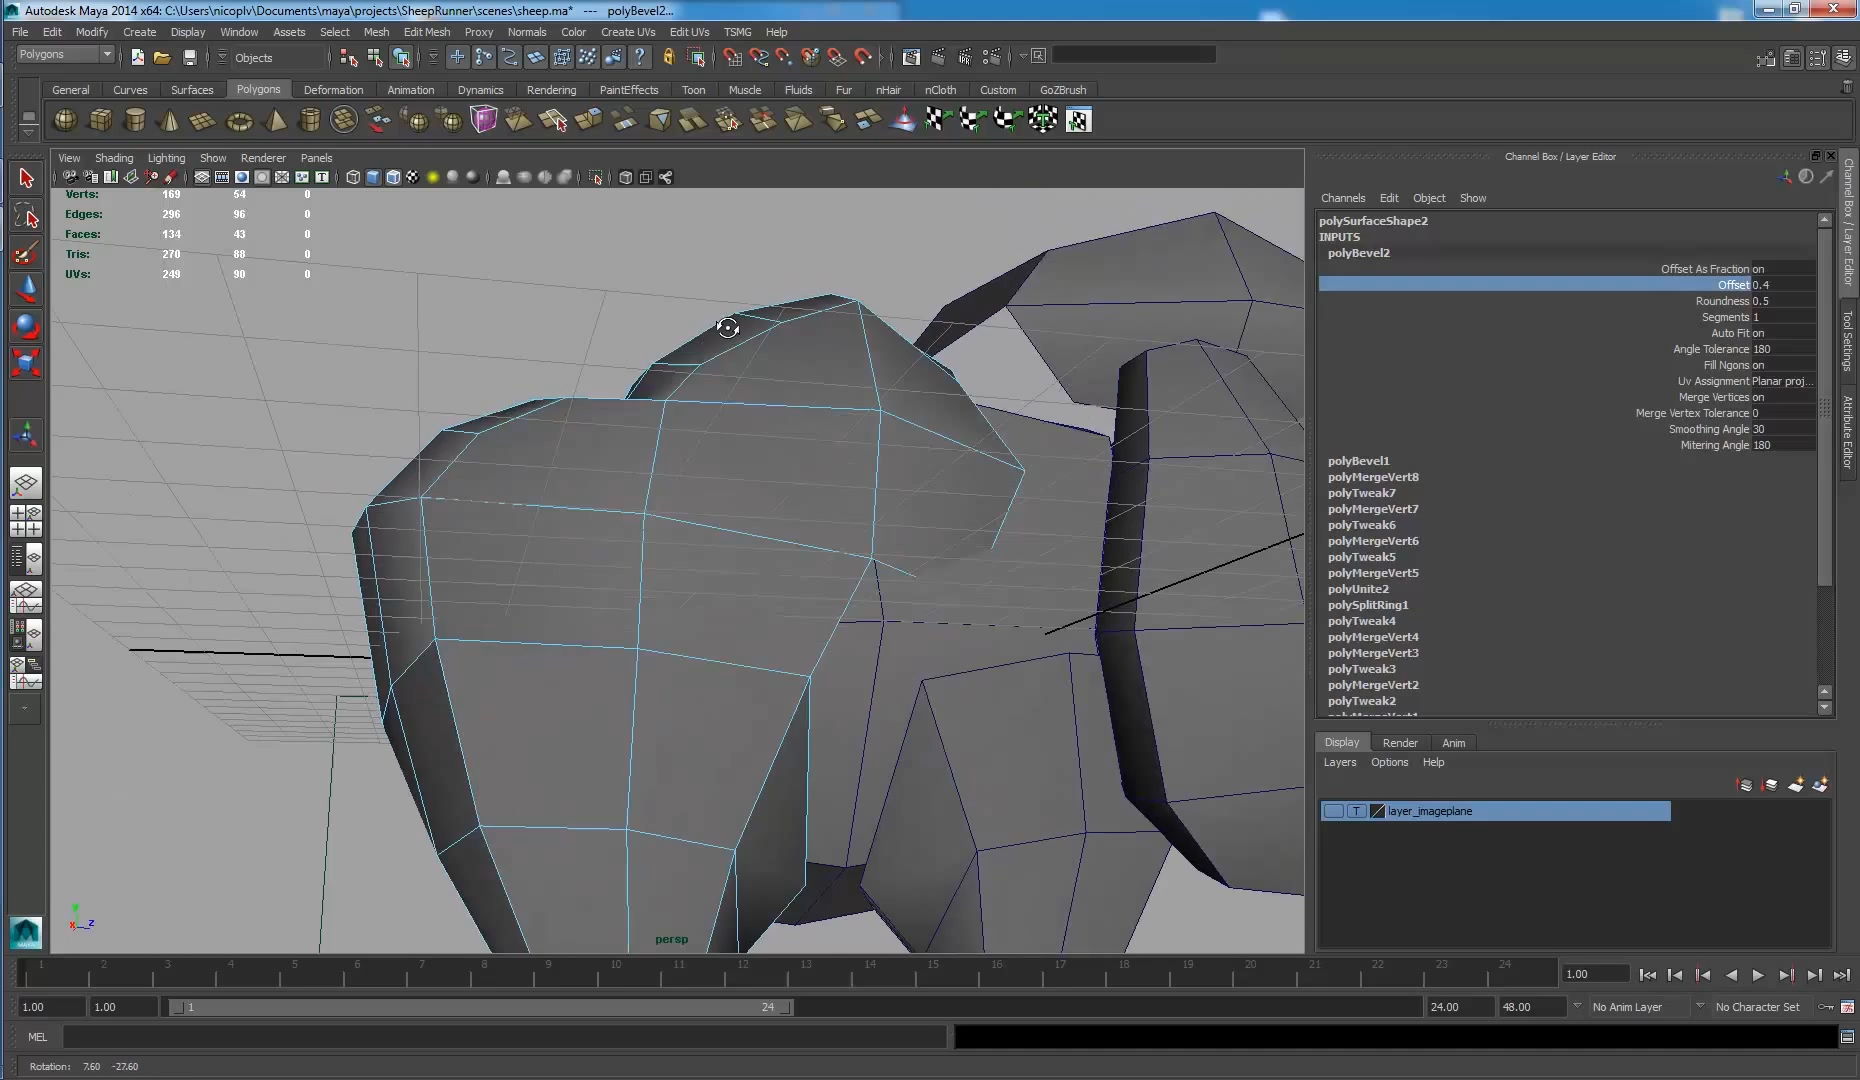 Autodesk Maya 2014 x64: C:\Users\nicoplv\Documents\maya\projects\SheepRunner\scenes\sheep.ma* --- polyBevel2...
File Edit Modify Create Display Window Assets Select Mesh Edit Mesh Proxy Normals Color Create UVs Edit UVs TSMG Help
Polygons Objects
General Curves Surfaces Polygons Deformation Animation Dynamics Rendering PaintEffects Toon Muscle Fluids Fur nHair nCloth Custom GoZBrush
View Shading Lighting Show Renderer Panels
Verts: 169 54 0
Edges: 296 96 0
Faces: 134 43 0
Tris: 270 88 0
UVs: 249 90 0
persp
Channel Box / Layer Editor
Channels Edit Object Show
polySurfaceShape2
INPUTS
polyBevel2
Offset As Fraction on
Offset 0.4
Roundness 0.5
Segments 1
Auto Fit on
Angle Tolerance 180
Fill Ngons on
Uv Assignment Planar proj...
Merge Vertices on
Merge Vertex Tolerance 0
Smoothing Angle 30
Mitering Angle 180
polyBevel1
polyMergeVert8
polyTweak7
polyMergeVert7
polyTweak6
polyMergeVert6
polyTweak5
polyMergeVert5
polyUnite2
polySplitRing1
polyTweak4
polyMergeVert4
polyMergeVert3
polyTweak3
polyMergeVert2
polyTweak2
polyMergeVert1
Display Render Anim
Layers Options Help
T layer_imageplane
Channel Box / Layer Editor
Tool Settings
Attribute Editor
1 2 3 4 5 6 7 8 9 10 11 12 13 14 15 16 17 18 19 20 21 22 23 24 1.00
1.00 1.00 1 24 24.00 48.00 No Anim Layer No Character Set
MEL
Rotation: 7.60 -27.60